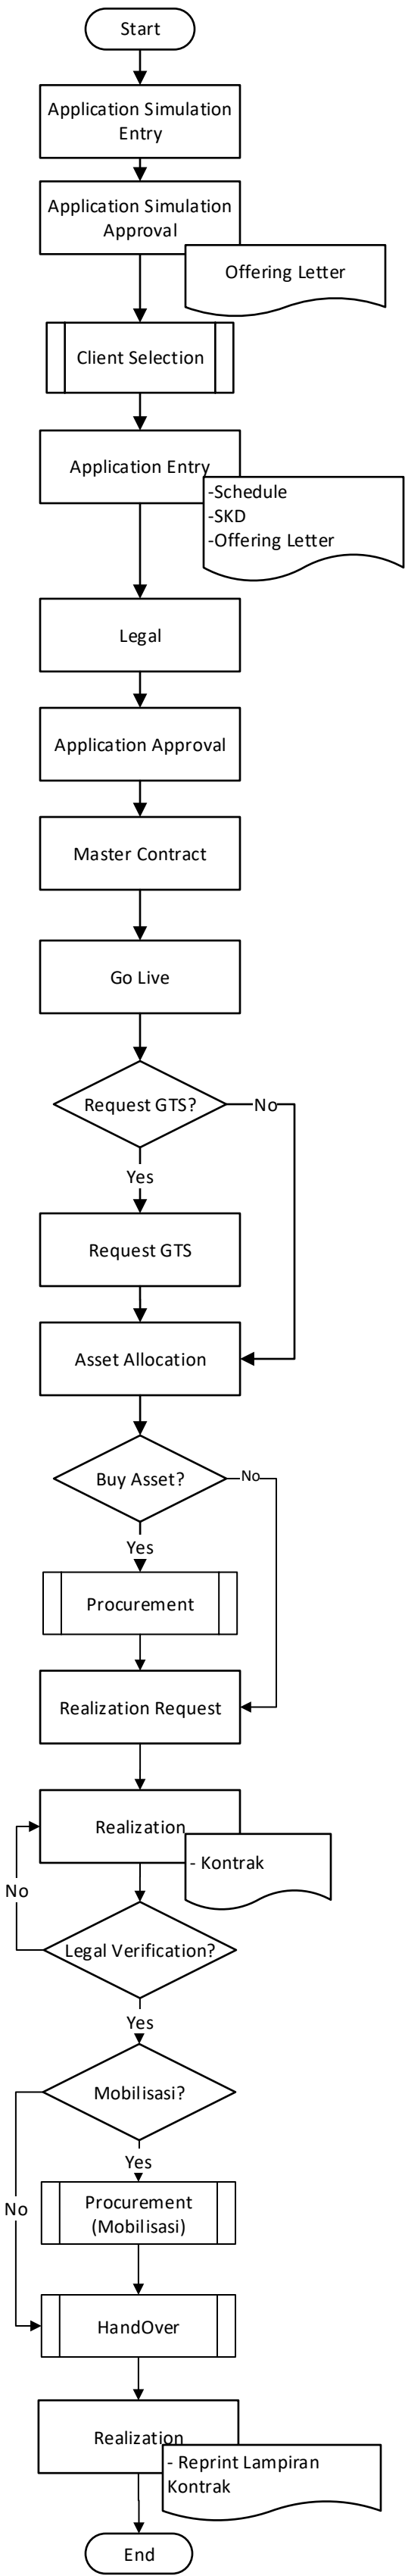 Start
Application Simulation
Entry
Application Simulation
Approval
Offering Letter
Client Selection
Application Entry
-Schedule
-SKD
-Offering Letter
Legal
Application Approval
Master Contract
Go Live
Request GTS?
No
Yes
Request GTS
Asset Allocation
Buy Asset?
No
Yes
Procurement
Realization Request
Realization
- Kontrak
No
Legal Verification?
Yes
Mobilisasi?
Yes
No
Procurement
(Mobilisasi)
HandOver
Realization
- Reprint Lampiran
Kontrak
End